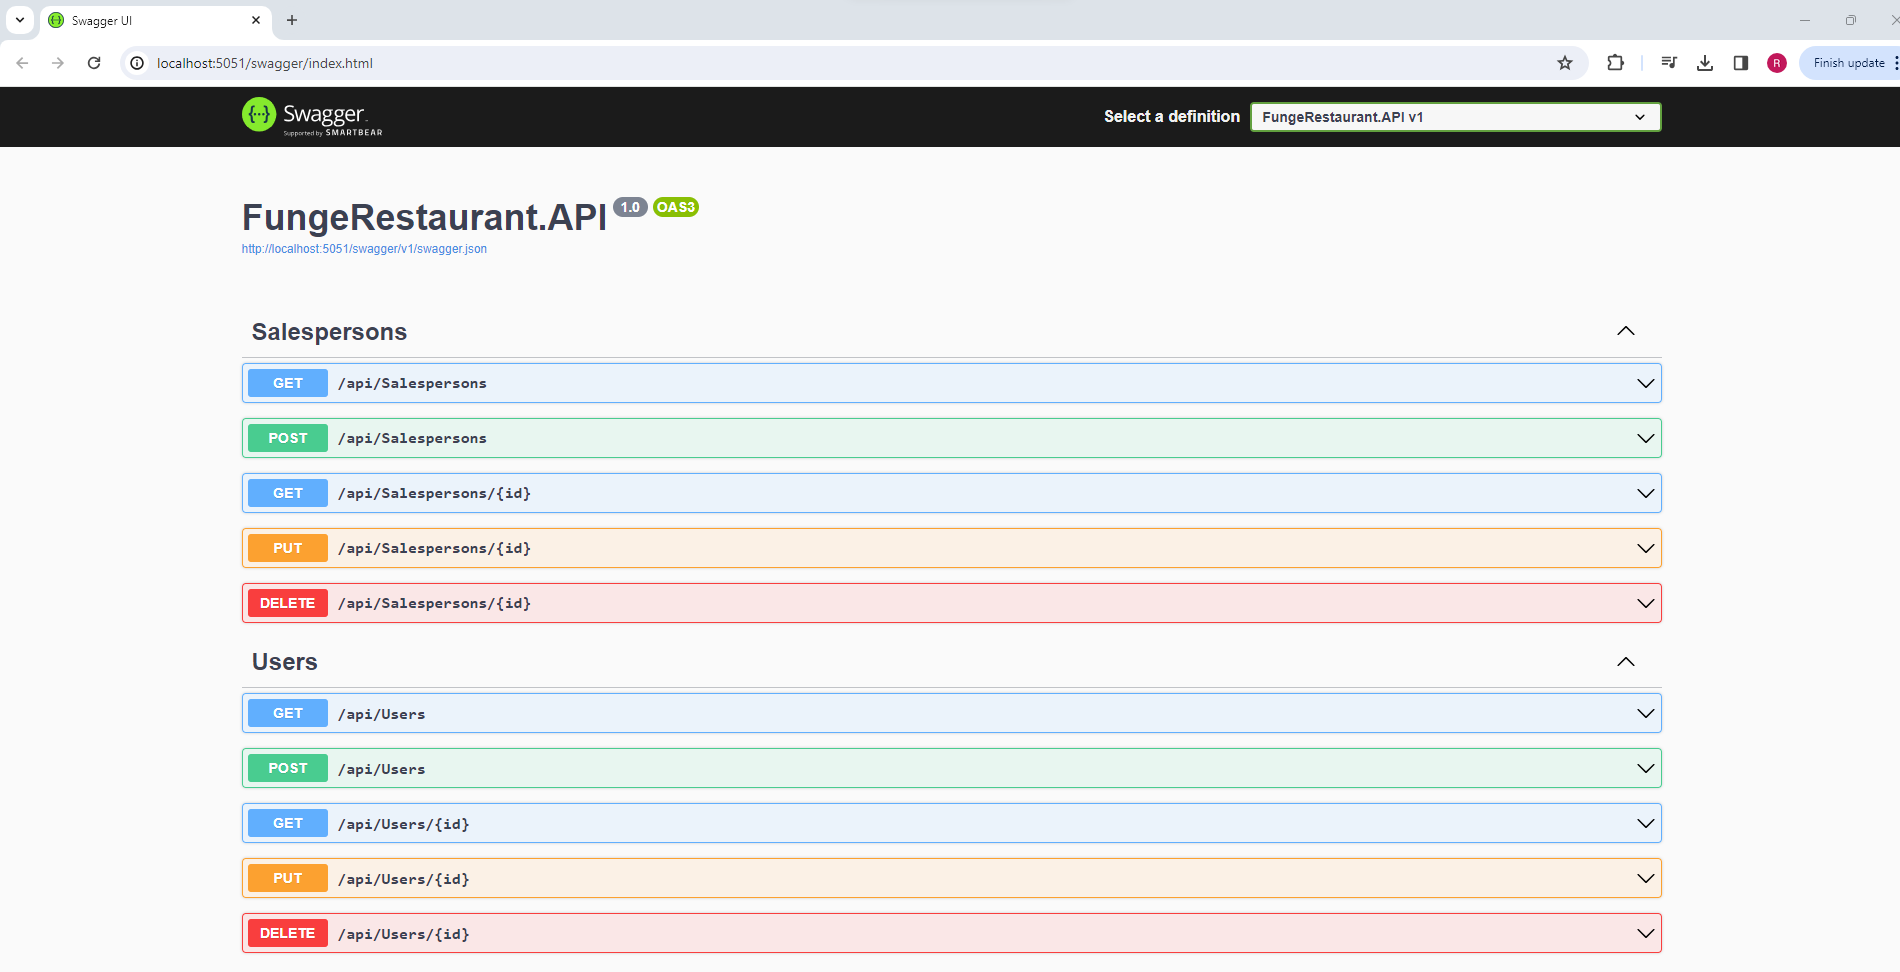 Swagger UI
localhost:5051/swagger/index.html
R
Finish update
{...} Swagger
Supported by SMARTBEAR
Select a definition
FungeRestaurant.API v1
FungeRestaurant.API 1.0 OAS3
http://localhost:5051/swagger/v1/swagger.json
Salespersons
GET /api/Salespersons
POST /api/Salespersons
GET /api/Salespersons/{id}
PUT /api/Salespersons/{id}
DELETE /api/Salespersons/{id}
Users
GET /api/Users
POST /api/Users
GET /api/Users/{id}
PUT /api/Users/{id}
DELETE /api/Users/{id}